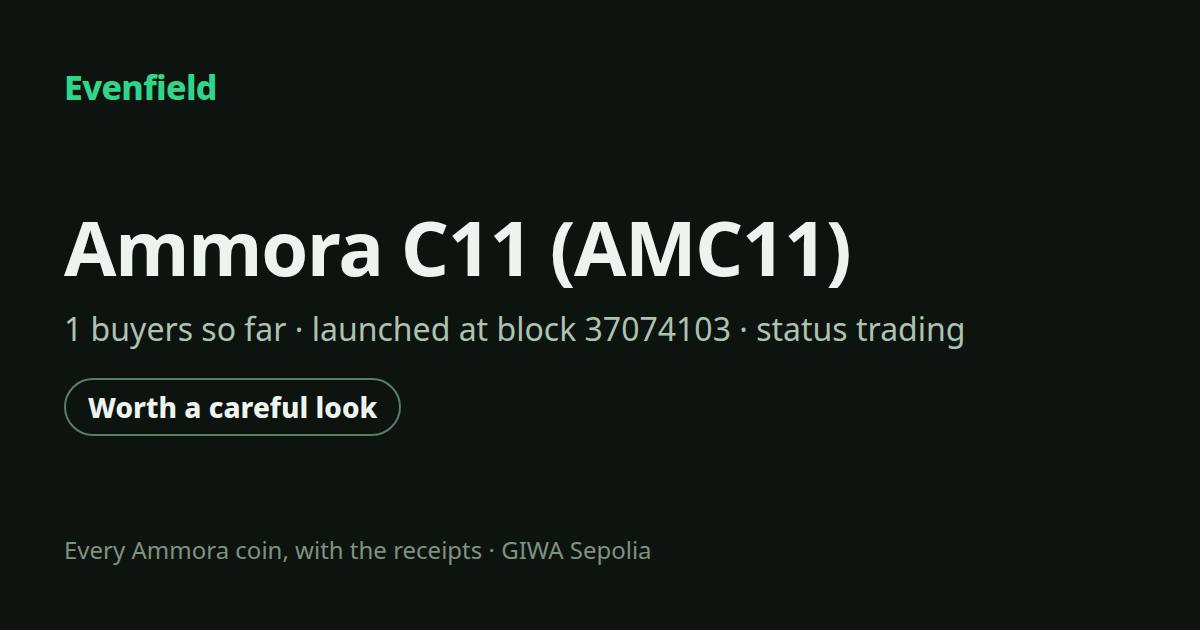 Evenfield
Ammora C11 (AMC11)
1 buyers so far · launched at block 37074103 · status trading
Worth a careful look
Every Ammora coin, with the receipts · GIWA Sepolia